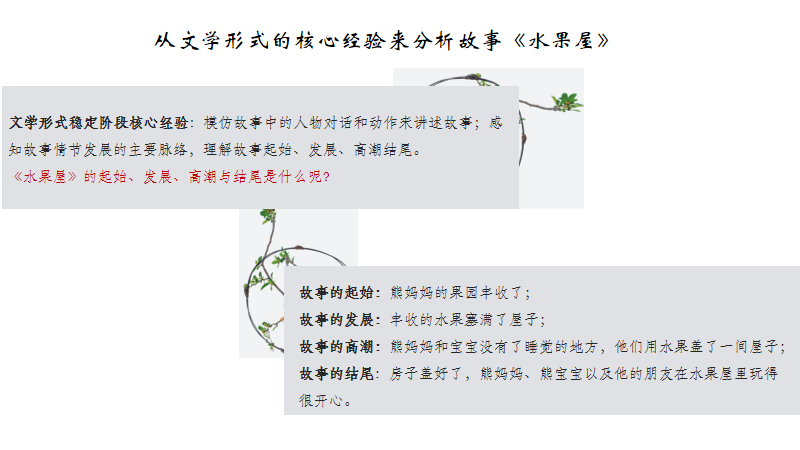 从文学形式的核心经验来分析故事《水果屋》
文学形式稳定阶段核心经验：模仿故事中的人物对话和动作来讲述故事；感
知故事情节发展的主要脉络，理解故事起始、发展、高潮结尾。
《水果屋》的起始、发展、高潮与结尾是什么呢?
故事的起始：熊妈妈的果园丰收了；
故事的发展：丰收的水果塞满了屋子；
故事的高潮：熊妈妈和宝宝没有了睡觉的地方，他们用水果盖了一间屋子；
故事的结尾：房子盖好了，熊妈妈、熊宝宝以及他的朋友在水果屋里玩得
很开心。